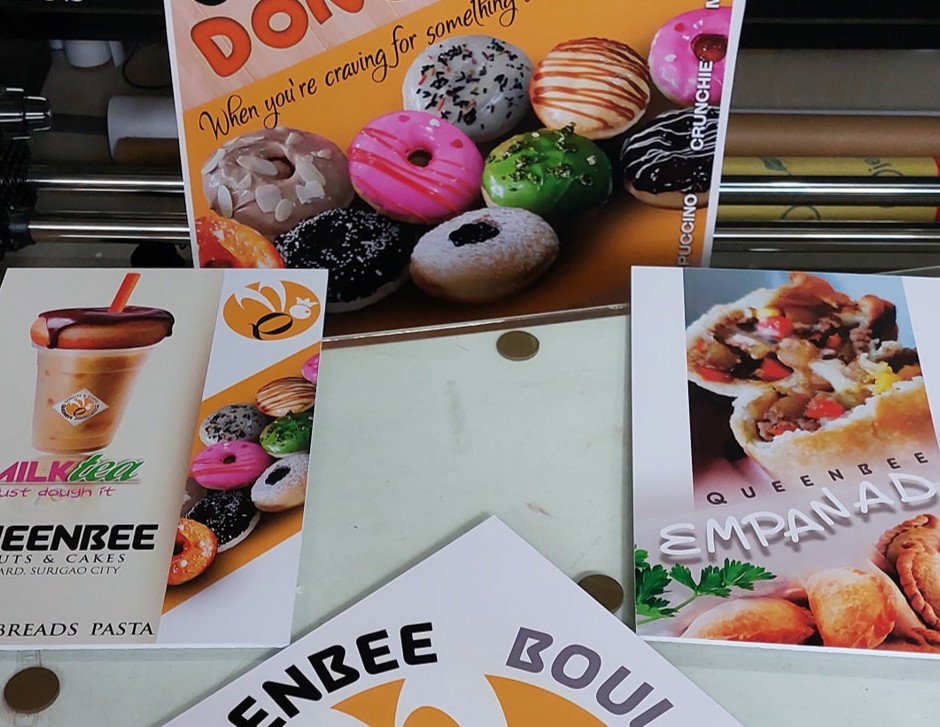 DON
When you're craving for something
CRUNCHIE
PUCCINO
MILKtea
ust dough it
EENBEE
UTS & CAKES
ARD, SURIGAO CITY
BREADS PASTA
QUEENBEE
EMPANAD
ENBEE BOUL